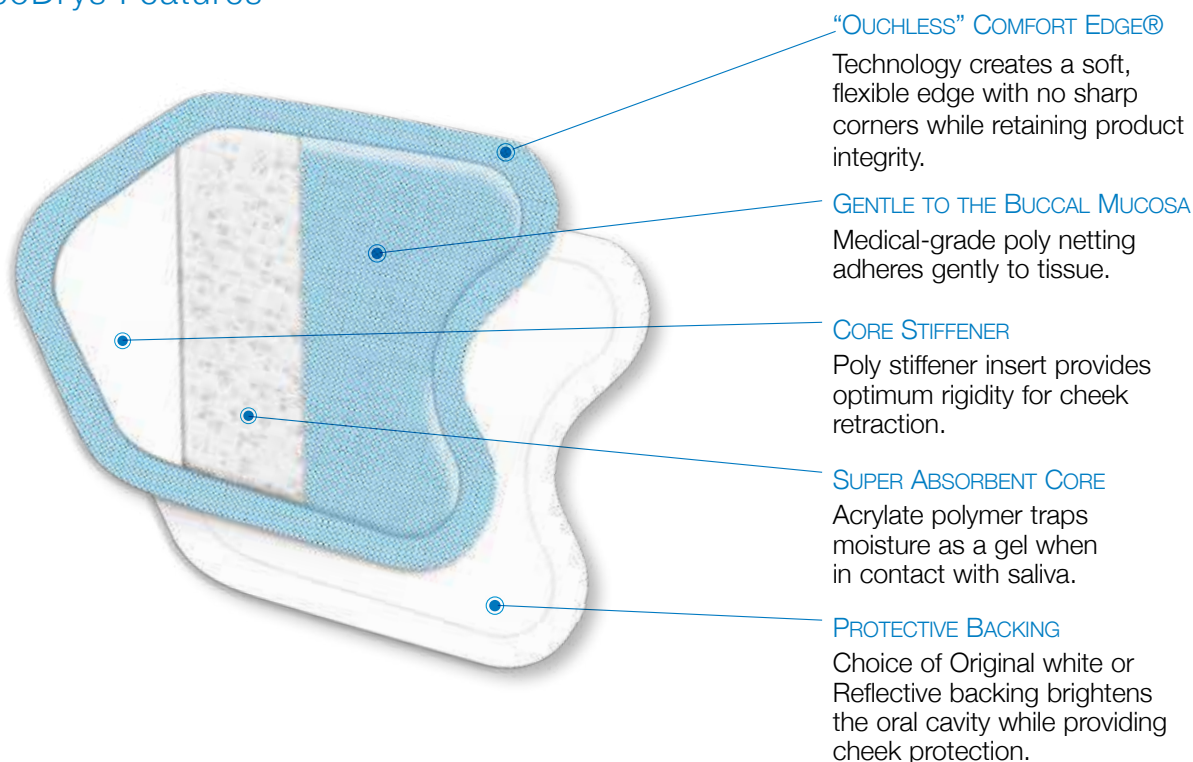 Features
“OUCHLESS” COMFORT EDGE®
Technology creates a soft,
flexible edge with no sharp
corners while retaining product
integrity.
GENTLE TO THE BUCCAL MUCOSA
Medical-grade poly netting
adheres gently to tissue.
CORE STIFFENER
Poly stiffener insert provides
optimum rigidity for cheek
retraction.
SUPER ABSORBENT CORE
Acrylate polymer traps
moisture as a gel when
in contact with saliva.
PROTECTIVE BACKING
Choice of Original white or
Reflective backing brightens
the oral cavity while providing
cheek protection.